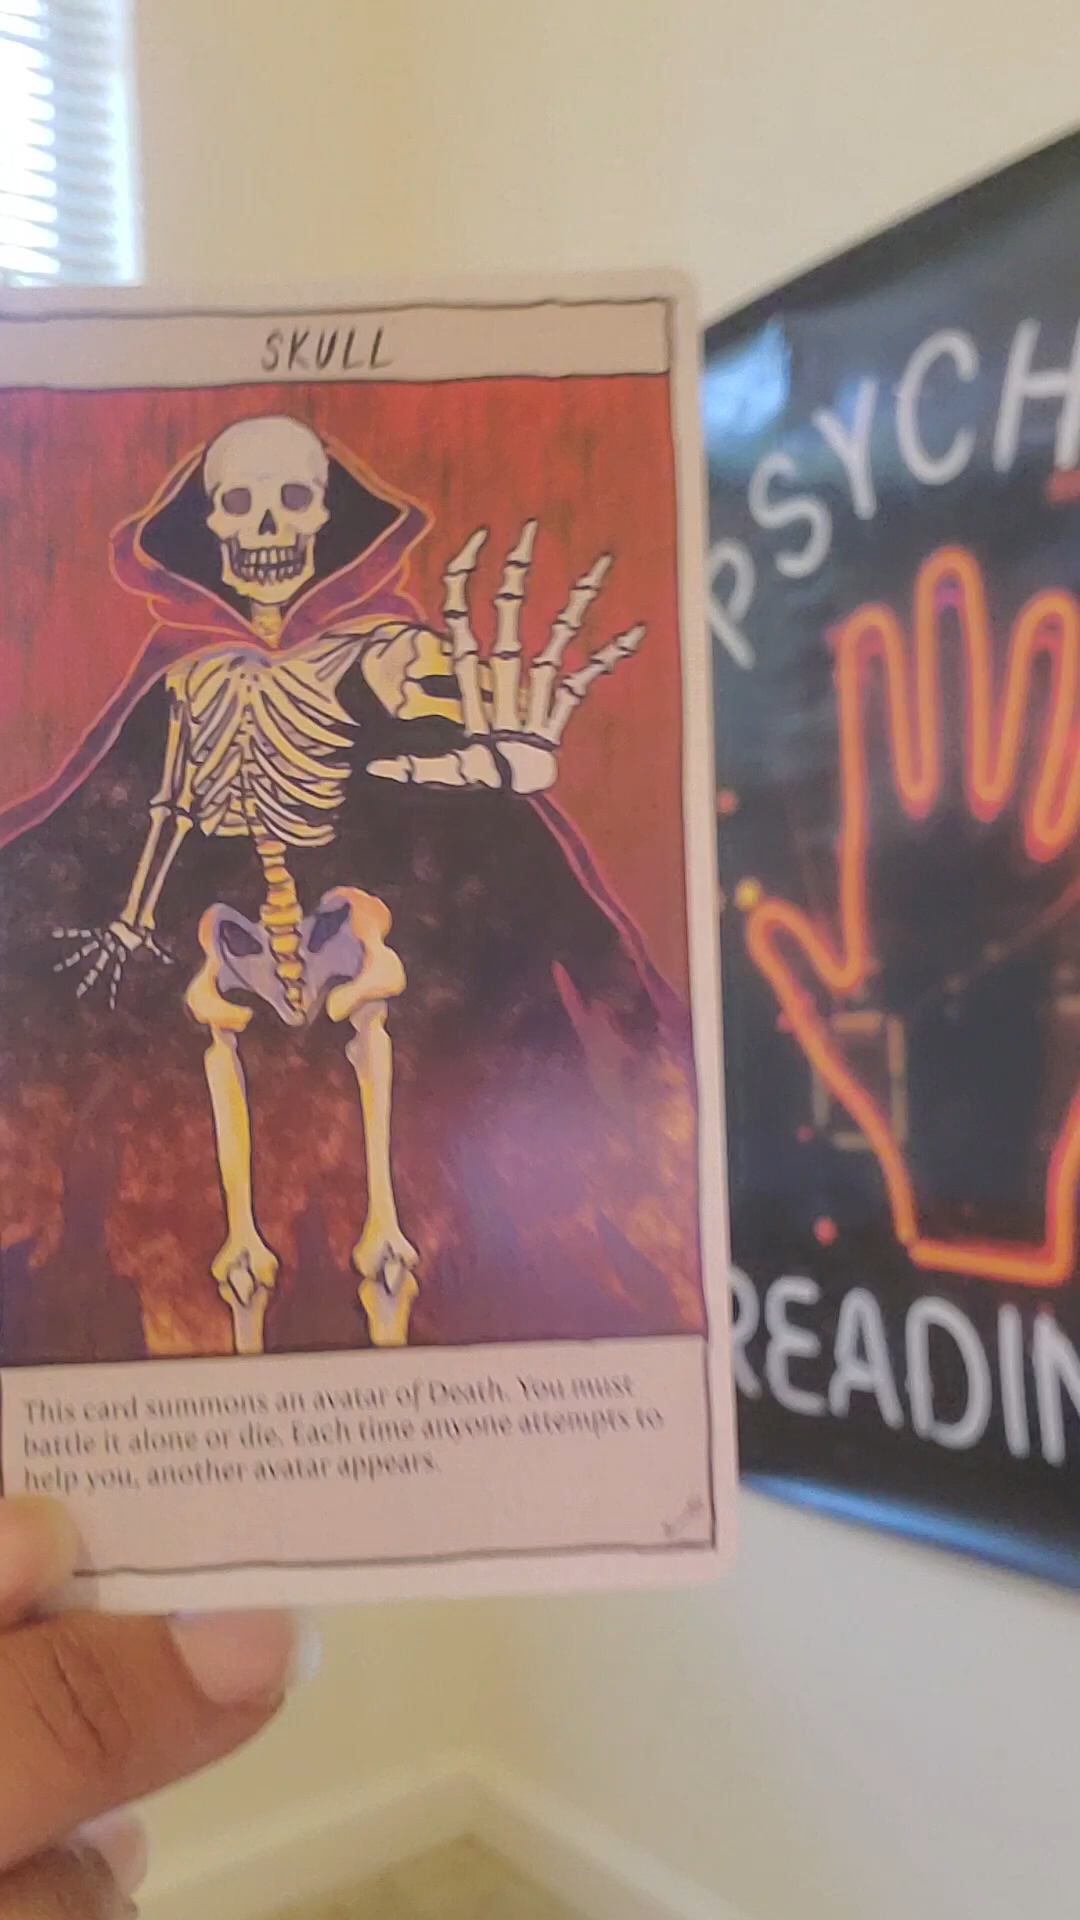 SKULL
PSYCH
READIN
This card summons an avatar of Death. You must
battle it alone or die. Each time anyone attempts to
help you, another avatar appears.